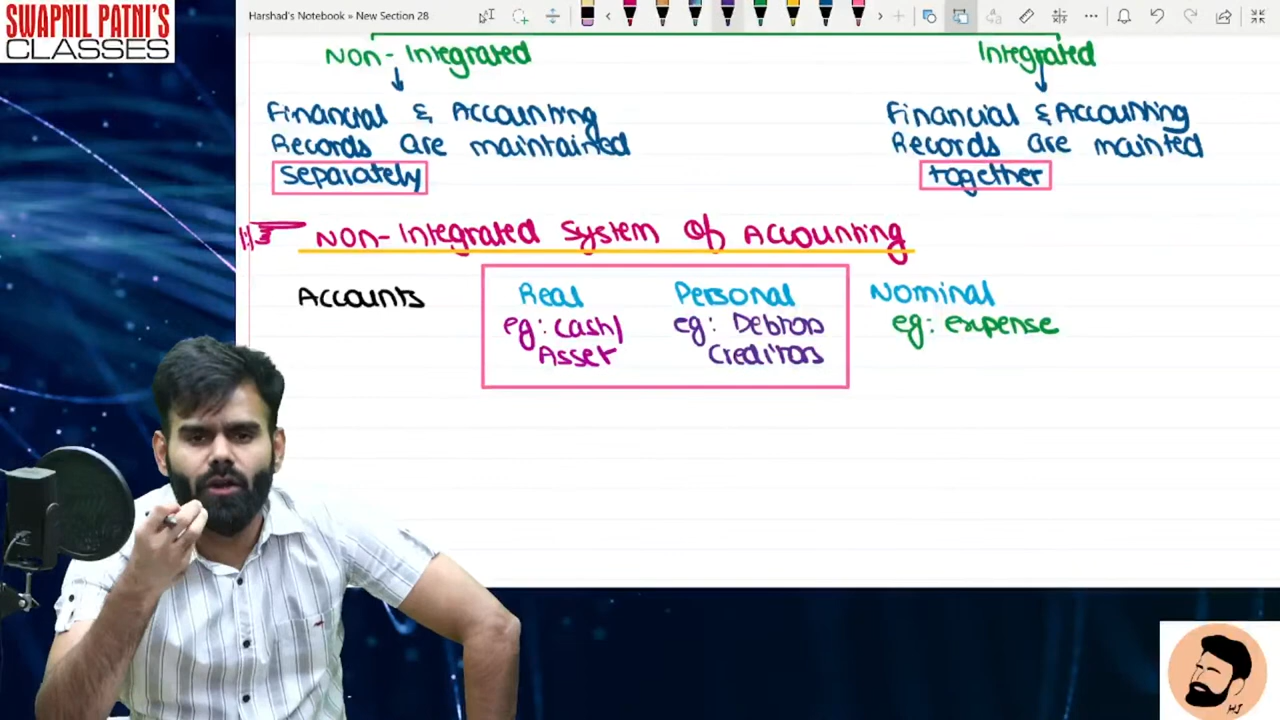 SWAPNIL PATNI'S
CLASSES
Harshad's Notebook » New Section 28
Non-Integrated
Integrated
Financial & Accounting
Records are maintained
separately
Financial & Accounting
Records are mainted
together
1:) Non-Integrated System of Accounting
Accounts Real Personal Nominal
eg: Cash/ eg: Debtors eg: expense
Asset Creditors
HJ